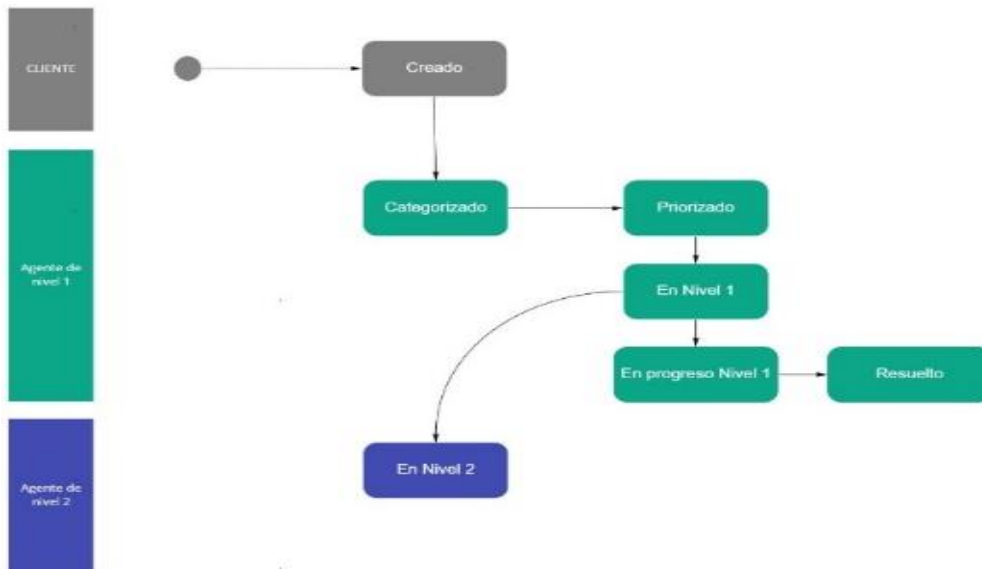 CLIENTE
Creado
Categorizado
Priorizado
Agente de
nivel 1
En Nivel 1
En progreso Nivel 1
Resuelto
En Nivel 2
Agente de
nivel 2